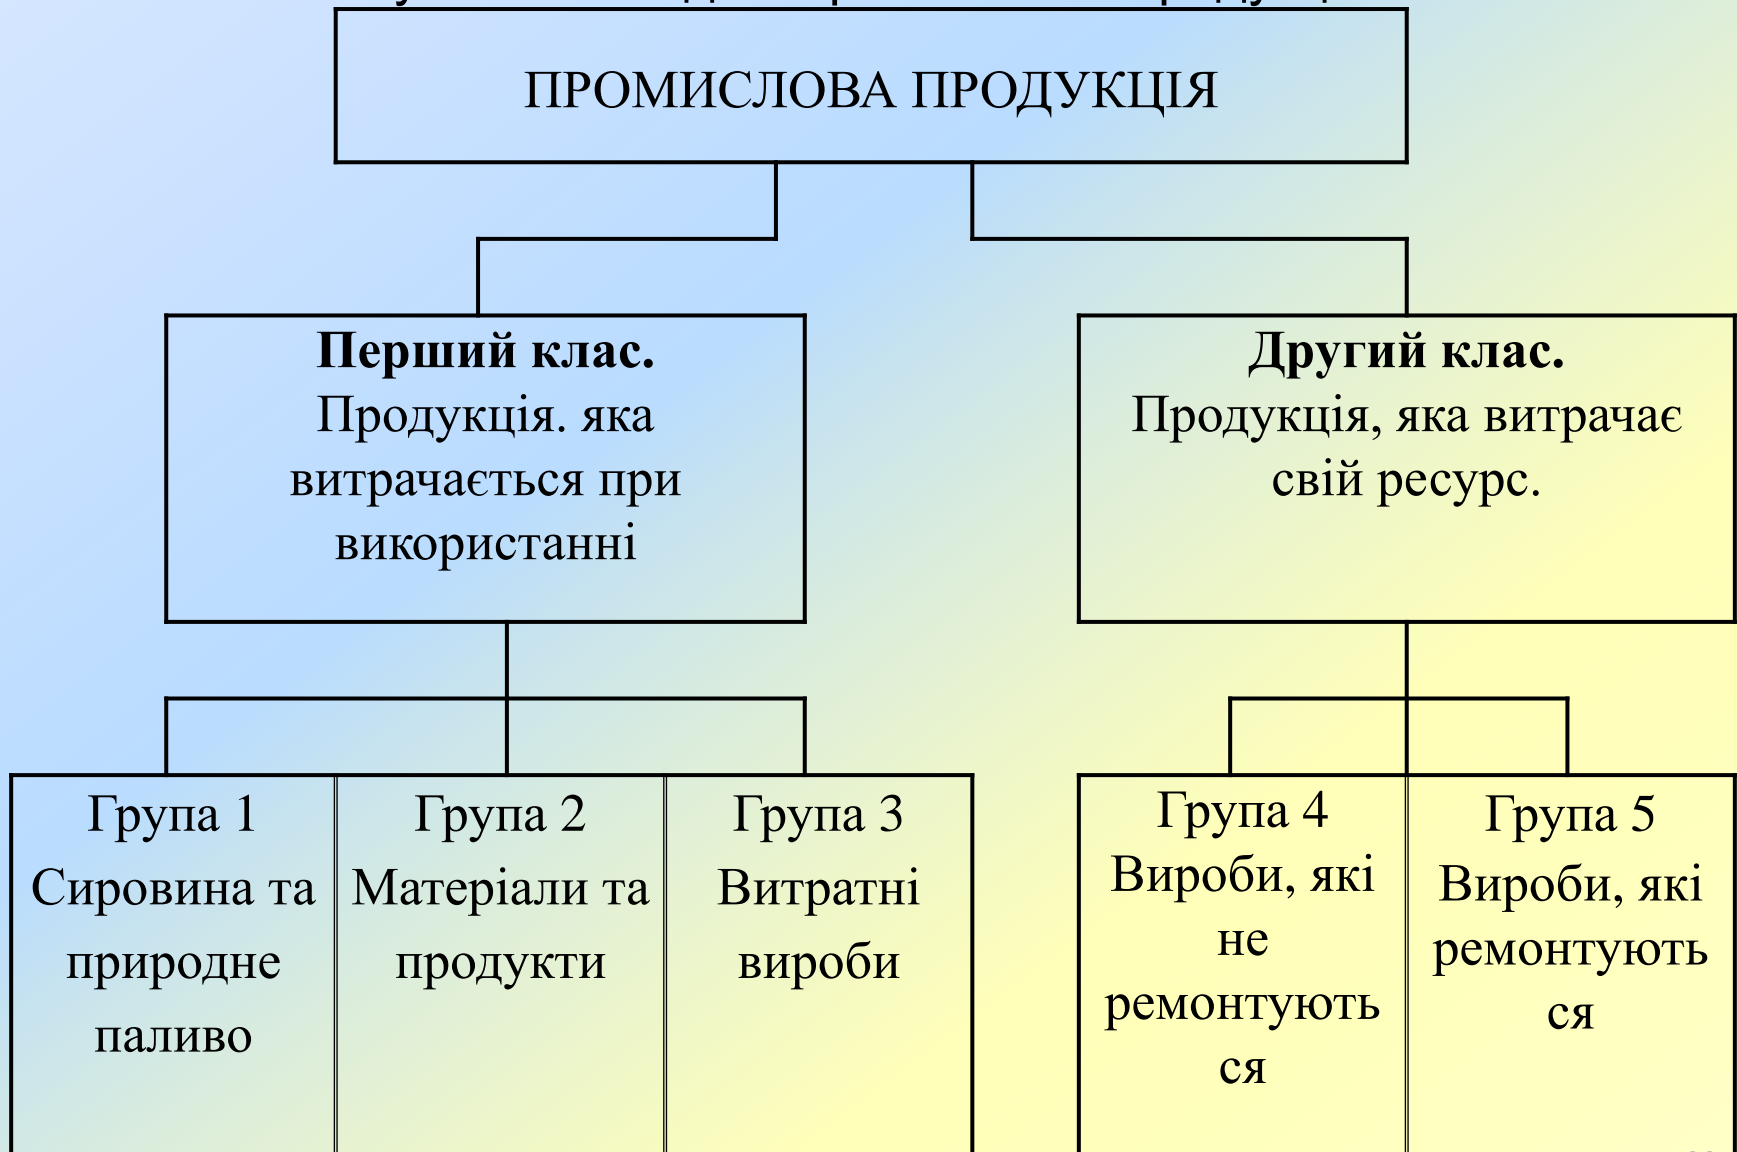 ПРОМИСЛОВА ПРОДУКЦІЯ
Перший клас.
Продукція. яка
витрачається при
використанні
Другий клас.
Продукція, яка витрачає
свій ресурс.
Група 1
Сировина та
природне
паливо
Група 2
Матеріали та
продукти
Група 3
Витратні
вироби
Група 4
Вироби, які
не
ремонтують
ся
Група 5
Вироби, які
ремонтують
ся